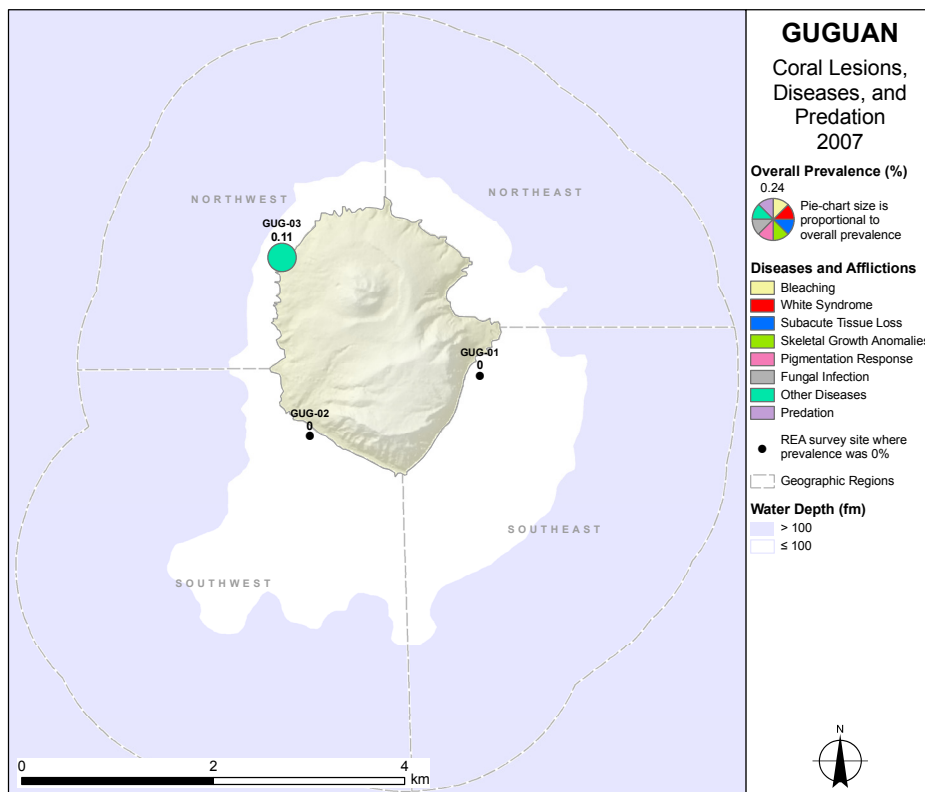 GUGUAN
Coral Lesions,
Diseases, and
Predation
2007
Overall Prevalence (%)
0.24
Pie-chart size is
proportional to
overall prevalence
Diseases and Afflictions
Bleaching
White Syndrome
Subacute Tissue Loss
Skeletal Growth Anomalies
Pigmentation Response
Fungal Infection
Other Diseases
Predation
REA survey site where
prevalence was 0%
Geographic Regions
Water Depth (fm)
> 100
≤ 100
N
NORTHWEST
NORTHEAST
GUG-03
0.11
GUG-01
0
GUG-02
0
SOUTHEAST
SOUTHWEST
0 2 4
km